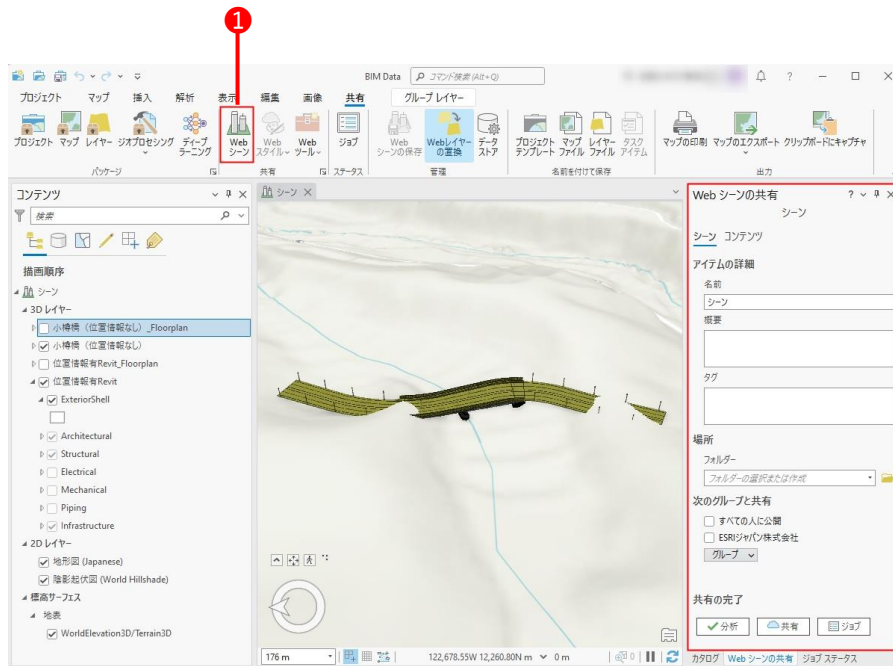 1
BIM Data
コマンド検索 (Alt+Q)
?
プロジェクト マップ 挿入 解析 表示 編集 画像 共有 グループ レイヤー
プロジェクト マップ レイヤー ジオプロセシング ディープ ラーニング
Web シーン
Web スタイル
Web ツール
ジョブ
Web シーンの保存
Webレイヤー の置換
データ ストア
プロジェクト テンプレート
マップ ファイル
レイヤー ファイル
タスク アイテム
マップの印刷 マップのエクスポート クリップボードにキャプチャ
パッケージ 共有 ステータス 管理 名前を付けて保存 出力
コンテンツ
検索
描画順序
シーン
3D レイヤー
小樽橋（位置情報なし）_Floorplan
小樽橋（位置情報なし）
位置情報有Revit_Floorplan
位置情報有Revit
ExteriorShell
Architectural
Structural
Electrical
Mechanical
Piping
Infrastructure
2D レイヤー
地形図 (Japanese)
陰影起伏図 (World Hillshade)
標高サーフェス
地表
WorldElevation3D/Terrain3D
シーン
176 m
122,678.55W 12,260.80N m
0 m
0
Web シーンの共有
?
シーン
シーン コンテンツ
アイテムの詳細
名前
シーン
概要
タグ
場所
フォルダー
フォルダーの選択または作成
次のグループと共有
すべての人に公開
ESRIジャパン株式会社
グループ
共有の完了
分析 共有 ジョブ
カタログ Web シーンの共有 ジョブ ステータス